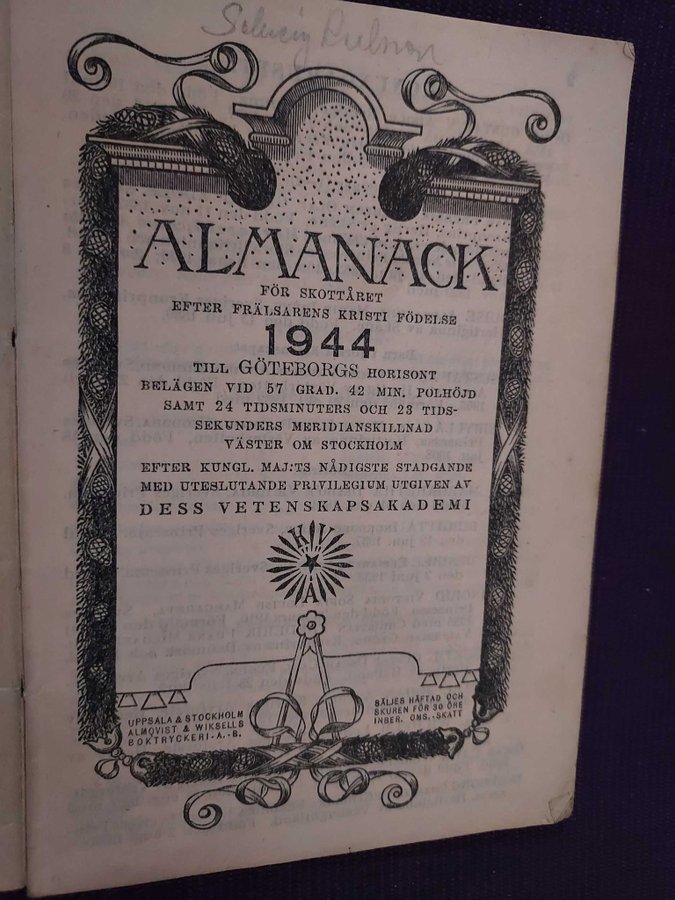 ALMANACK
FÖR SKOTTÅRET
EFTER FRÄLSARENS KRISTI FÖDELSE
1944
TILL GÖTEBORGS HORISONT
BELÄGEN VID 57 GRAD. 42 MIN. POLHÖJD
SAMT 24 TIDSMINUTERS OCH 23 TIDS-
SEKUNDERS MERIDIANSKILLNAD
VÄSTER OM STOCKHOLM
EFTER KUNGL. MAJ:TS NÅDIGSTE STADGANDE
MED UTESLUTANDE PRIVILEGIUM UTGIVEN AV
DESS VETENSKAPSAKADEMI
K V
A
UPPSALA & STOCKHOLM
ALMQVIST & WIKSELLS
BOKTRYCKERI-A.-B.
SÄLJES HÄFTAD OCH
SKUREN FÖR 30 ÖRE
INBER. OMS.-SKATT